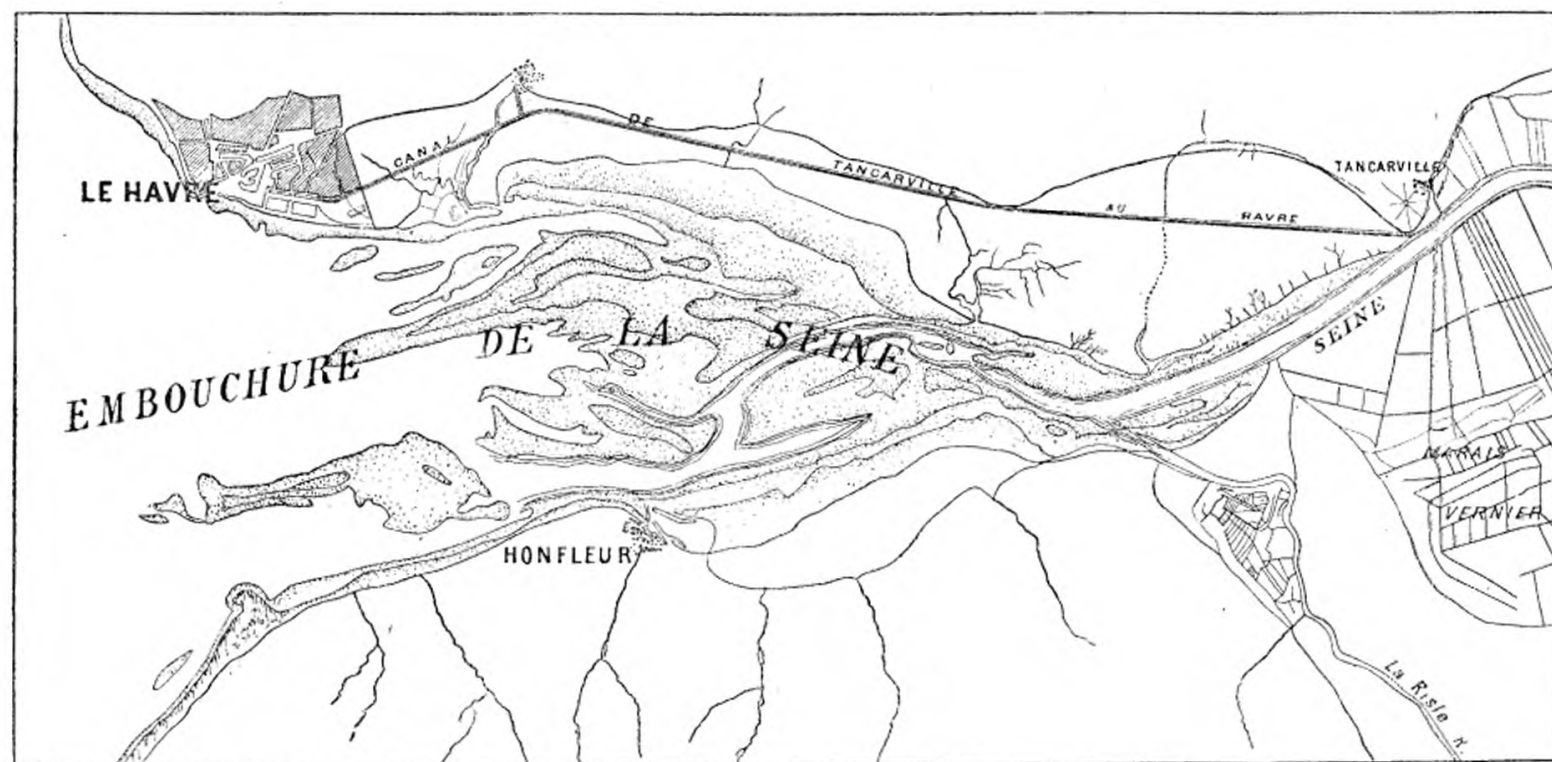 LE HAVRE
CANAL DE TANCARVILLE AU HAVRE
TANCARVILLE
EMBOUCHURE DE LA SEINE
SEINE
MARAIS
VERNIER
HONFLEUR
La Risle R.